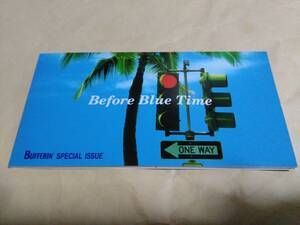 Before Blue Time
ONE WAY
BUFFERIN SPECIAL ISSUE